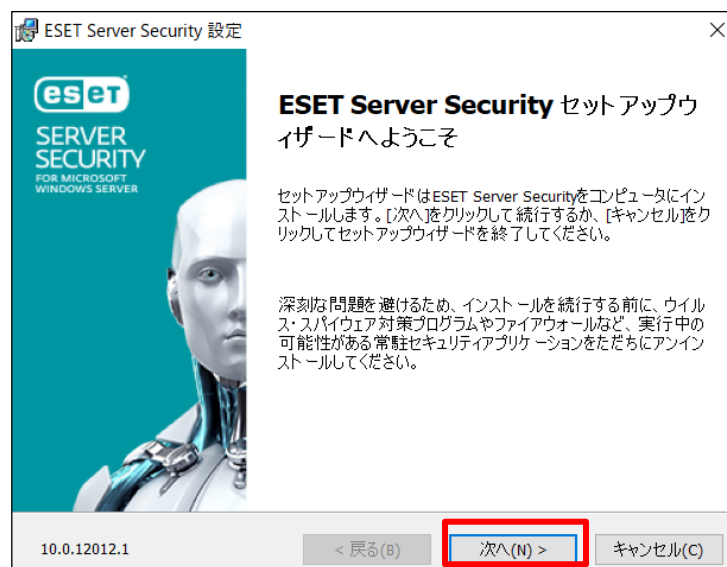 ESET Server Security 設定
eset
SERVER
SECURITY
FOR MICROSOFT
WINDOWS SERVER
ESET Server Security セットアップウ
ィザードへようこそ
セットアップウィザードはESET Server Securityをコンピュータにイン
ストールします。[次へ]をクリックして続行するか、[キャンセル]をク
リックしてセットアップウィザードを終了してください。
深刻な問題を避けるため、インストールを続行する前に、ウイル
ス・スパイウェア対策プログラムやファイアウォールなど、実行中の
可能性がある常駐セキュリティアプリケーションをただちにアンイン
ストールしてください。
10.0.12012.1
< 戻る(B)
次へ(N) >
キャンセル(C)